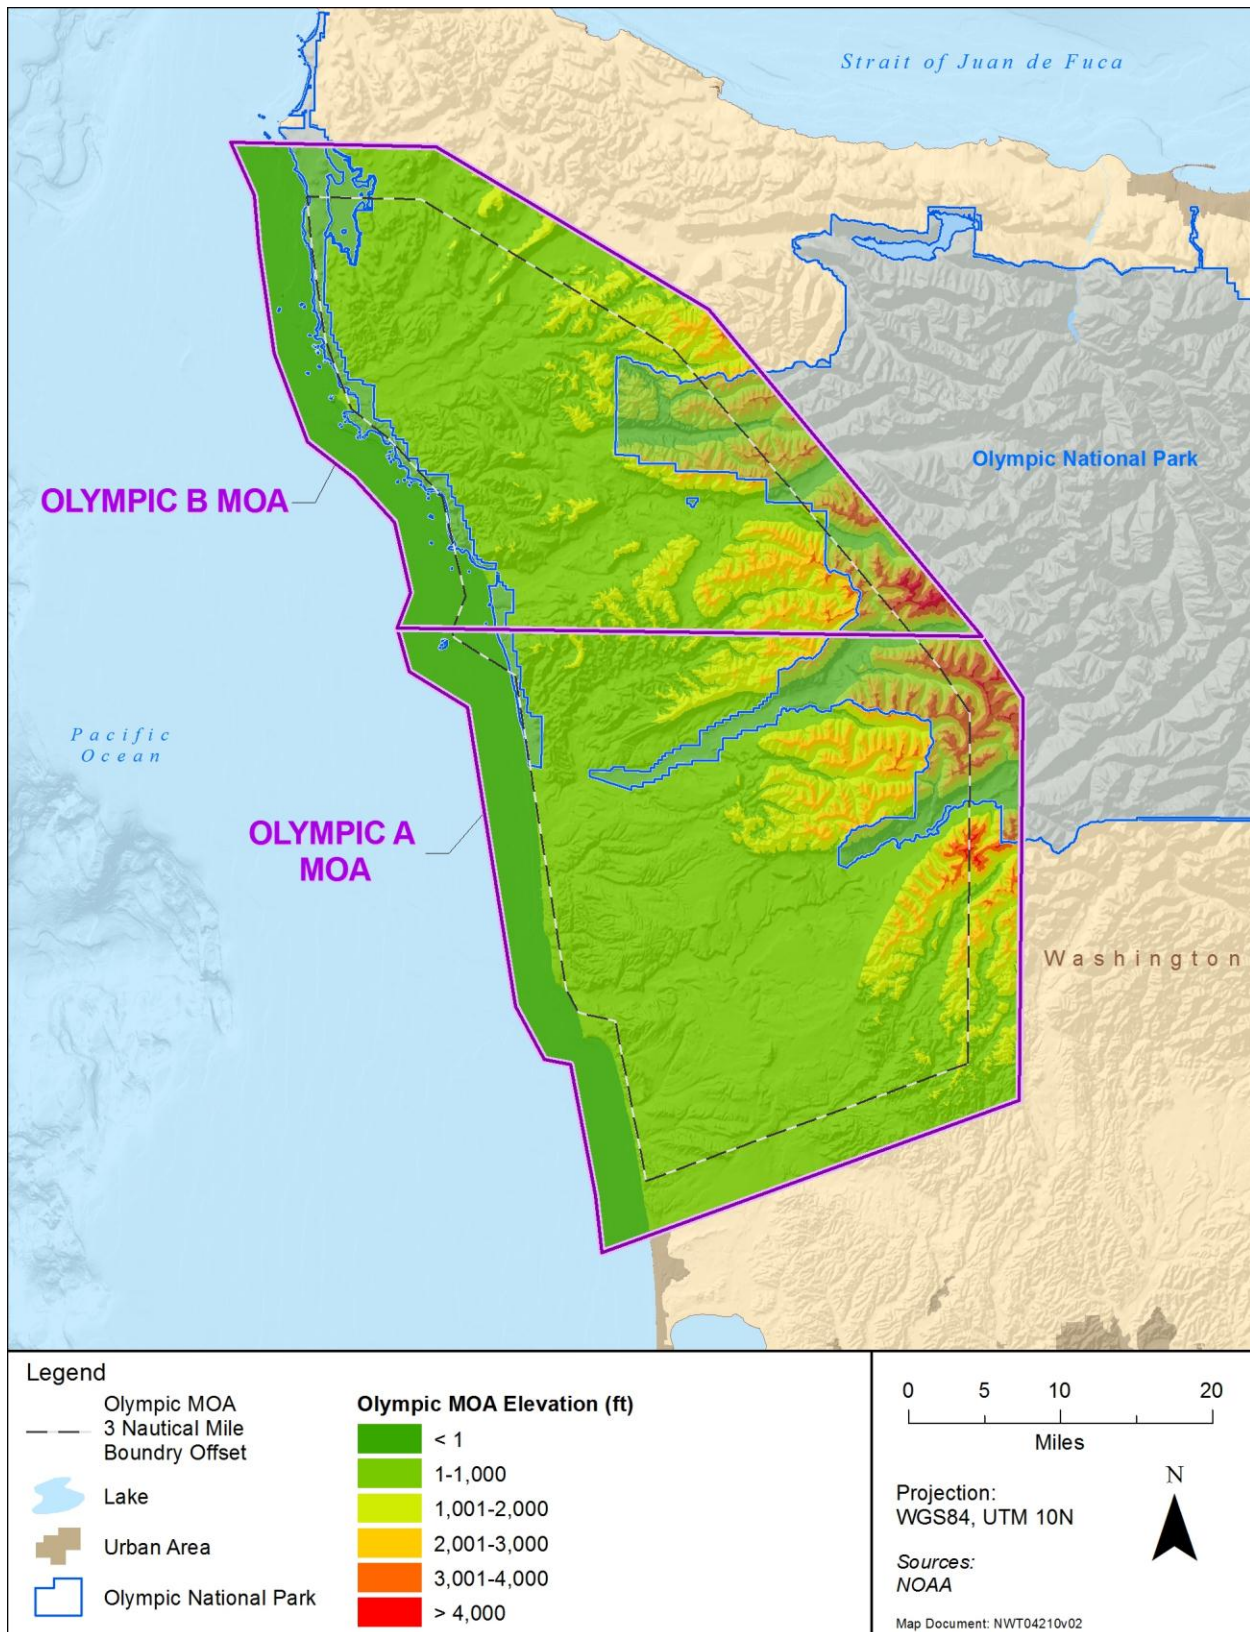 Strait of Juan de Fuca
Olympic National Park
OLYMPIC B MOA
Pacific
Ocean
OLYMPIC A
MOA
Washington
Legend
Olympic MOA
3 Nautical Mile
Boundry Offset
Lake
Urban Area
Olympic National Park
Olympic MOA Elevation (ft)
< 1
1-1,000
1,001-2,000
2,001-3,000
3,001-4,000
> 4,000
0 5 10 20
Miles
N
Projection:
WGS84, UTM 10N
Sources:
NOAA
Map Document: NWT04210v02